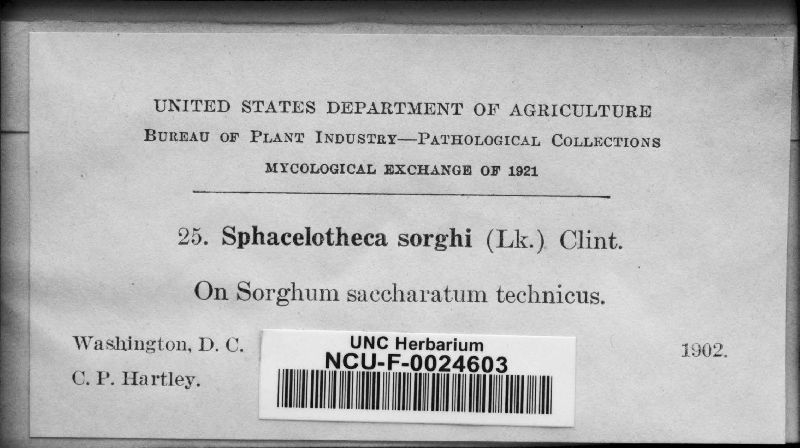 UNITED STATES DEPARTMENT OF AGRICULTURE
BUREAU OF PLANT INDUSTRY—PATHOLOGICAL COLLECTIONS
MYCOLOGICAL EXCHANGE OF 1921
25. Sphacelotheca sorghi (Lk.) Clint.
On Sorghum saccharatum technicus.
Washington, D. C.
1902.
C. P. Hartley.
UNC Herbarium
NCU-F-0024603